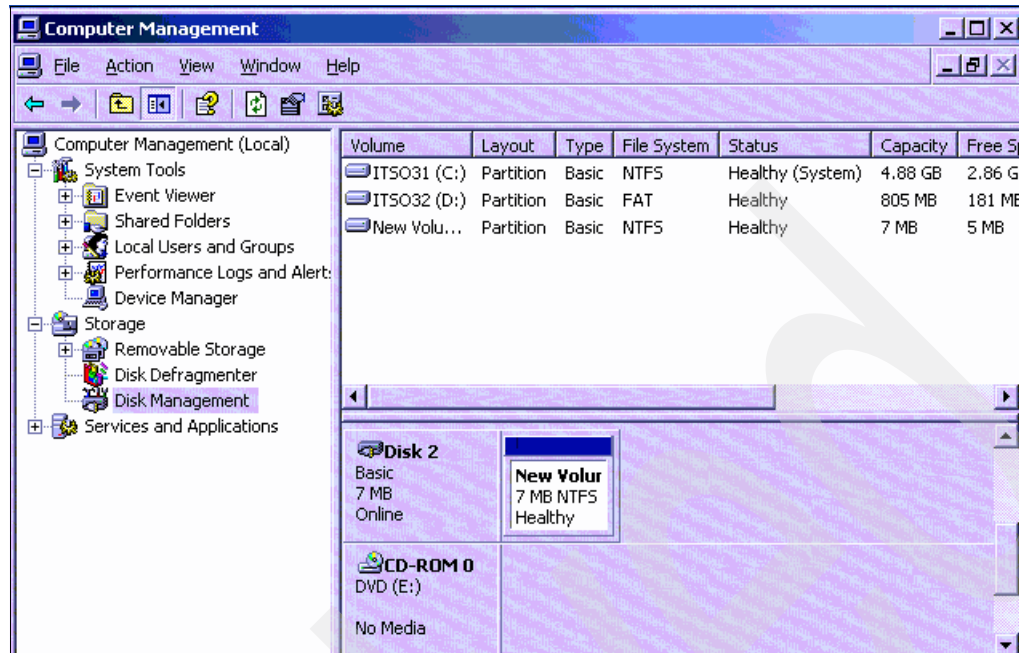 Computer Management
File Action View Window Help
Computer Management (Local)
System Tools
Event Viewer
Shared Folders
Local Users and Groups
Performance Logs and Alert
Device Manager
Storage
Removable Storage
Disk Defragmenter
Disk Management
Services and Applications
Volume Layout Type File System Status Capacity Free Sp
ITSO31 (C:) Partition Basic NTFS Healthy (System) 4.88 GB 2.86 G
ITSO32 (D:) Partition Basic FAT Healthy 805 MB 181 ME
New Volu... Partition Basic NTFS Healthy 7 MB 5 MB
Disk 2
Basic
7 MB
Online
New Volur
7 MB NTFS
Healthy
CD-ROM 0
DVD (E:)
No Media